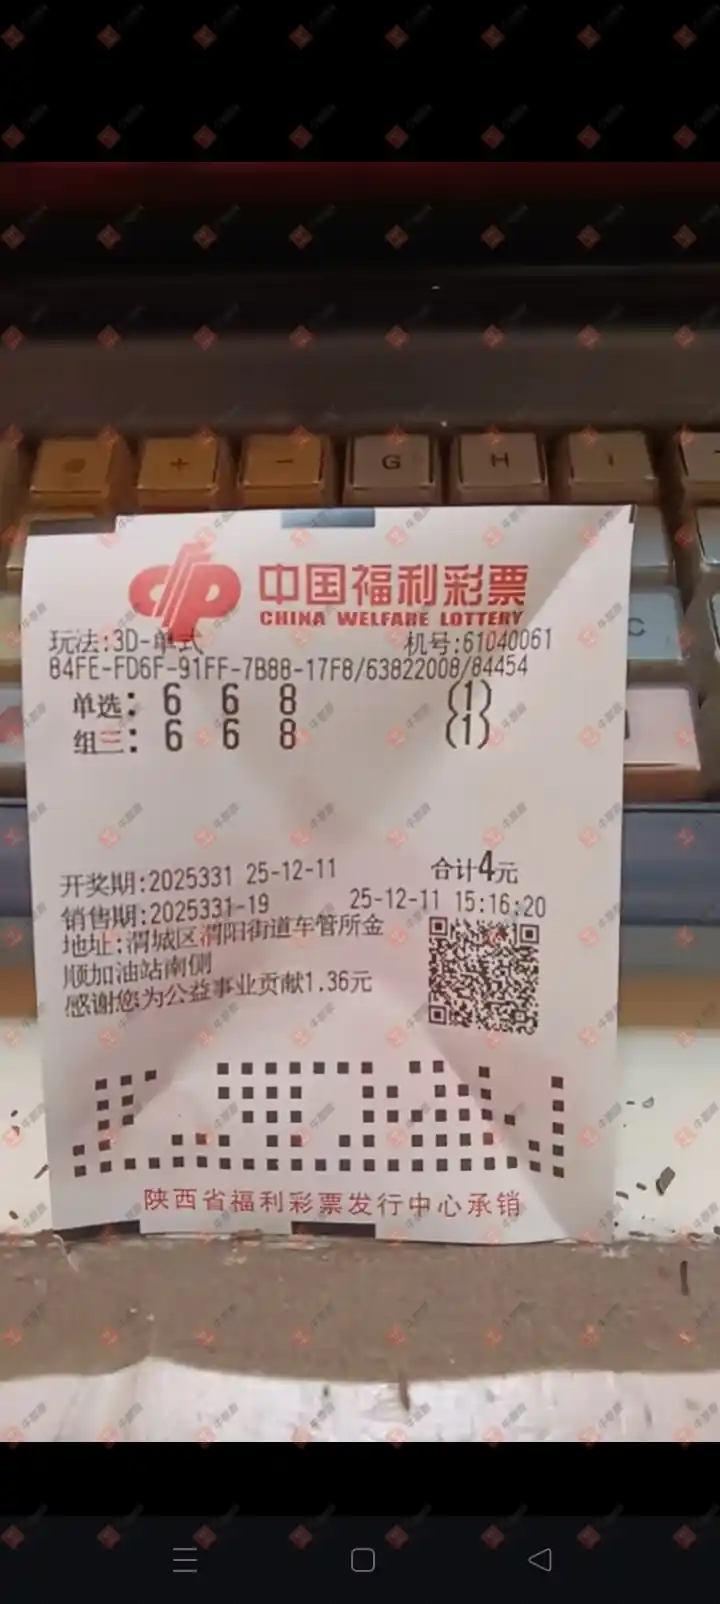 + - G H I
C
中国福利彩票
CHINA WELFARE LOTTERY
玩法:3D-单式 机号:61040061
84FE-FD6F-91FF-7B88-17F8/63822008/84454
单选: 6 6 8 (1)
组三: 6 6 8 (1)
开奖期:2025331 25-12-11 合计4元
销售期:2025331-19 25-12-11 15:16:20
地址:渭城区渭阳街道车管所金
顺加油站南侧
感谢您为公益事业贡献1.36元
陕西省福利彩票发行中心承销